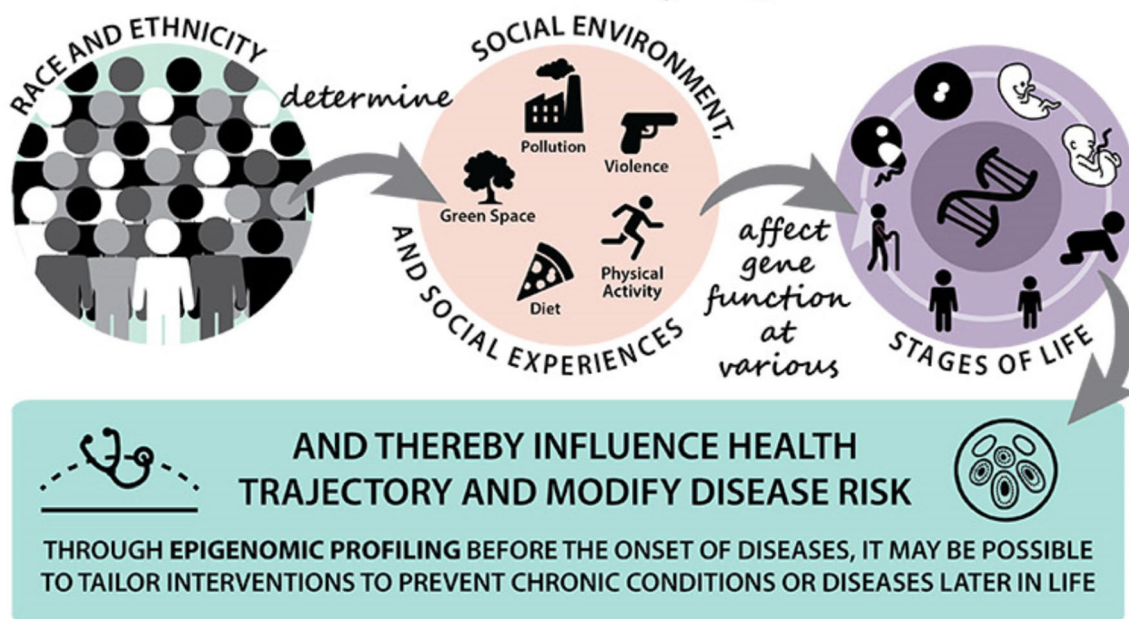 RACE AND ETHNICITY
determine
SOCIAL ENVIRONMENT,
AND SOCIAL EXPERIENCES
Pollution
Violence
Green Space
Physical
Activity
Diet
affect
gene
function
at
various
STAGES OF LIFE
AND THEREBY INFLUENCE HEALTH
TRAJECTORY AND MODIFY DISEASE RISK
THROUGH EPIGENOMIC PROFILING BEFORE THE ONSET OF DISEASES, IT MAY BE POSSIBLE
TO TAILOR INTERVENTIONS TO PREVENT CHRONIC CONDITIONS OR DISEASES LATER IN LIFE